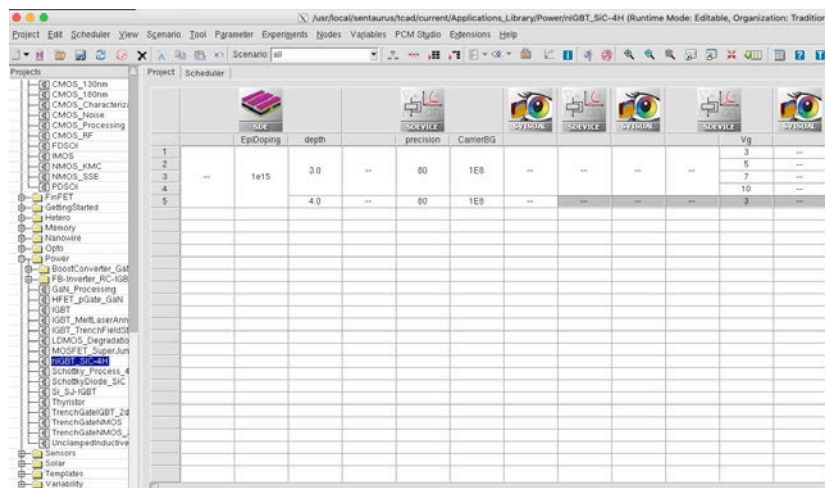 /usr/local/sentaurus/tcad/current/Applications_Library/Power/nIGBT_SiC-4H (Runtime Mode: Editable, Organization: Tradition
Project Edit Scheduler View Scenario Tool Parameter Experiments Nodes Variables PCM Studio Extensions Help
Scenario all
Projects
CMOS_130nm
CMOS_180nm
CMOS_Characteriza
CMOS_Noise
CMOS_Processing
CMOS_RF
FDSOI
IMOS
NMOS_KMC
NMOS_SSE
PDSOI
FinFET
GettingStarted
Hetero
Memory
Nanowire
Opto
Power
BoostConverter_GaN
FB-Inverter_RC-IGB
GaN_Processing
HFET_pGate_GaN
IGBT
IGBT_MeltLaserAnn
IGBT_TrenchFieldSt
LDMOS_Degradatio
MOSFET_SuperJun
nIGBT_SiC-4H
Schottky_Process_4
SchottkyDiode_SiC
Si_SJ-IGBT
Thyristor
TrenchGateIGBT_2d
TrenchGateNMOS
TrenchGateNMOS_
UnclampedInductive
Sensors
Solar
Templates
Variability
Project Scheduler
SDE SDEVICE SVISUAL SDEVICE SVISUAL SDEVICE SVISUAL
EpiDoping depth precision CarrierBG Vg
1 3 --
2 5 --
3 -- 1e15 3.0 -- 80 1E8 -- -- -- -- 7 --
4 10 --
5 4.0 -- 80 1E8 -- -- -- -- 3 --